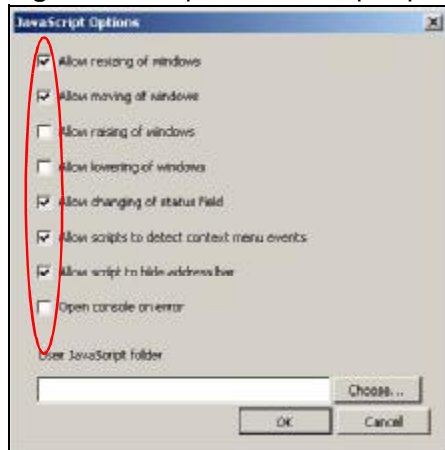 JavaScript Options
Allow resizing of windows
Allow moving of windows
Allow raising of windows
Allow lowering of windows
Allow changing of status field
Allow scripts to detect context menu events
Allow script to hide address bar
Open console on error
User JavaScript folder
Choose...
OK
Cancel